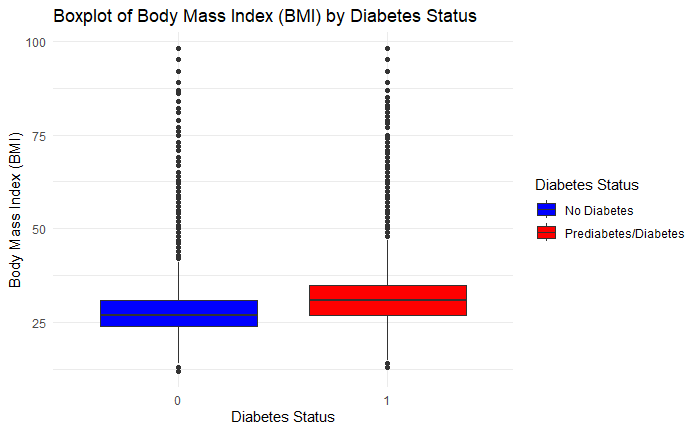 Boxplot of Body Mass Index (BMI) by Diabetes Status
Body Mass Index (BMI)
100
75
50
25
0
1
Diabetes Status
Diabetes Status
No Diabetes
Prediabetes/Diabetes